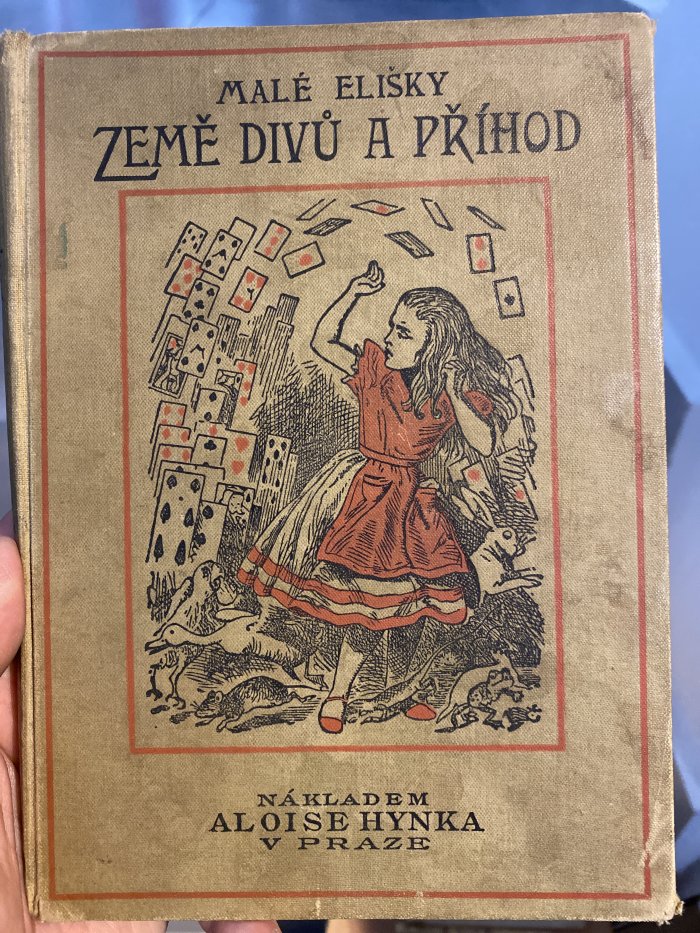 MALÉ ELIŠKY
ZEMĚ DIVŮ A PŘÍHOD
NÁKLADEM
ALOISE HYNKA
V PRAZE